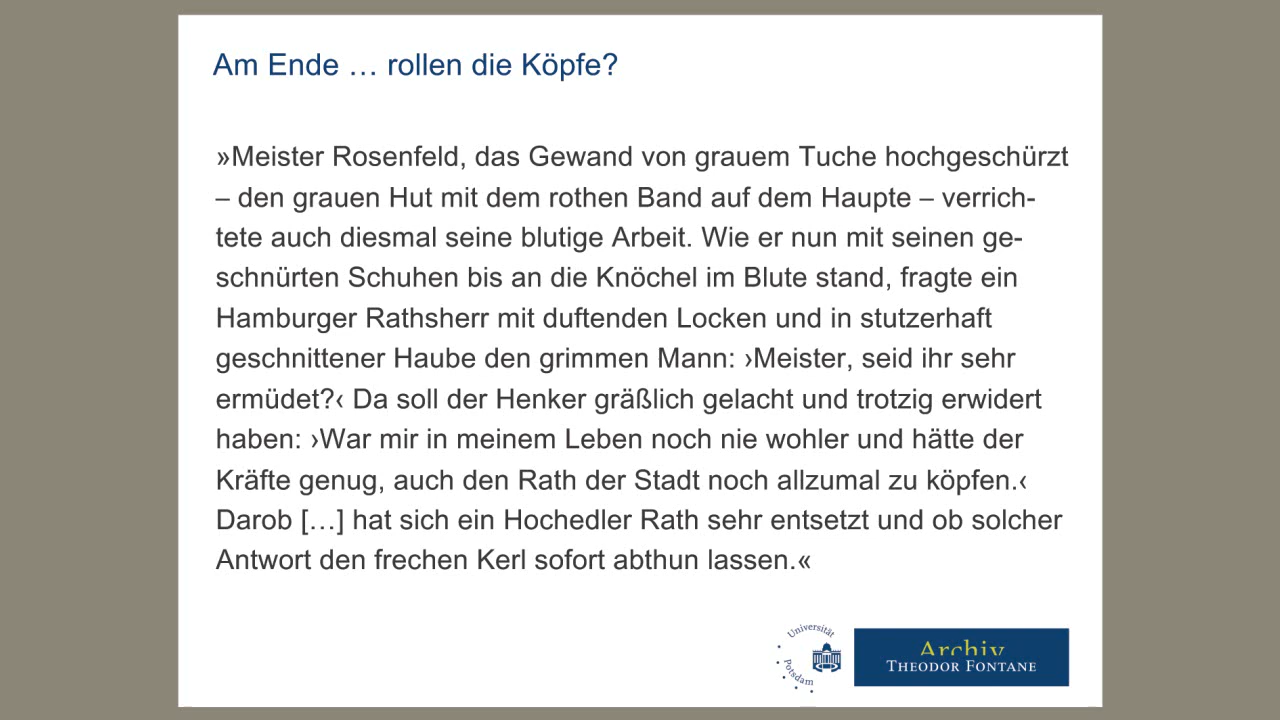 Am Ende … rollen die Köpfe?
»Meister Rosenfeld, das Gewand von grauem Tuche hochgeschürzt
– den grauen Hut mit dem rothen Band auf dem Haupte – verrich-
tete auch diesmal seine blutige Arbeit. Wie er nun mit seinen ge-
schnürten Schuhen bis an die Knöchel im Blute stand, fragte ein
Hamburger Rathsherr mit duftenden Locken und in stutzerhaft
geschnittener Haube den grimmen Mann: ›Meister, seid ihr sehr
ermüdet?‹ Da soll der Henker gräßlich gelacht und trotzig erwidert
haben: ›War mir in meinem Leben noch nie wohler und hätte der
Kräfte genug, auch den Rath der Stadt noch allzumal zu köpfen.‹
Darob […] hat sich ein Hochedler Rath sehr entsetzt und ob solcher
Antwort den frechen Kerl sofort abthun lassen.«
Universität
Potsdam
Archiv
THEODOR FONTANE